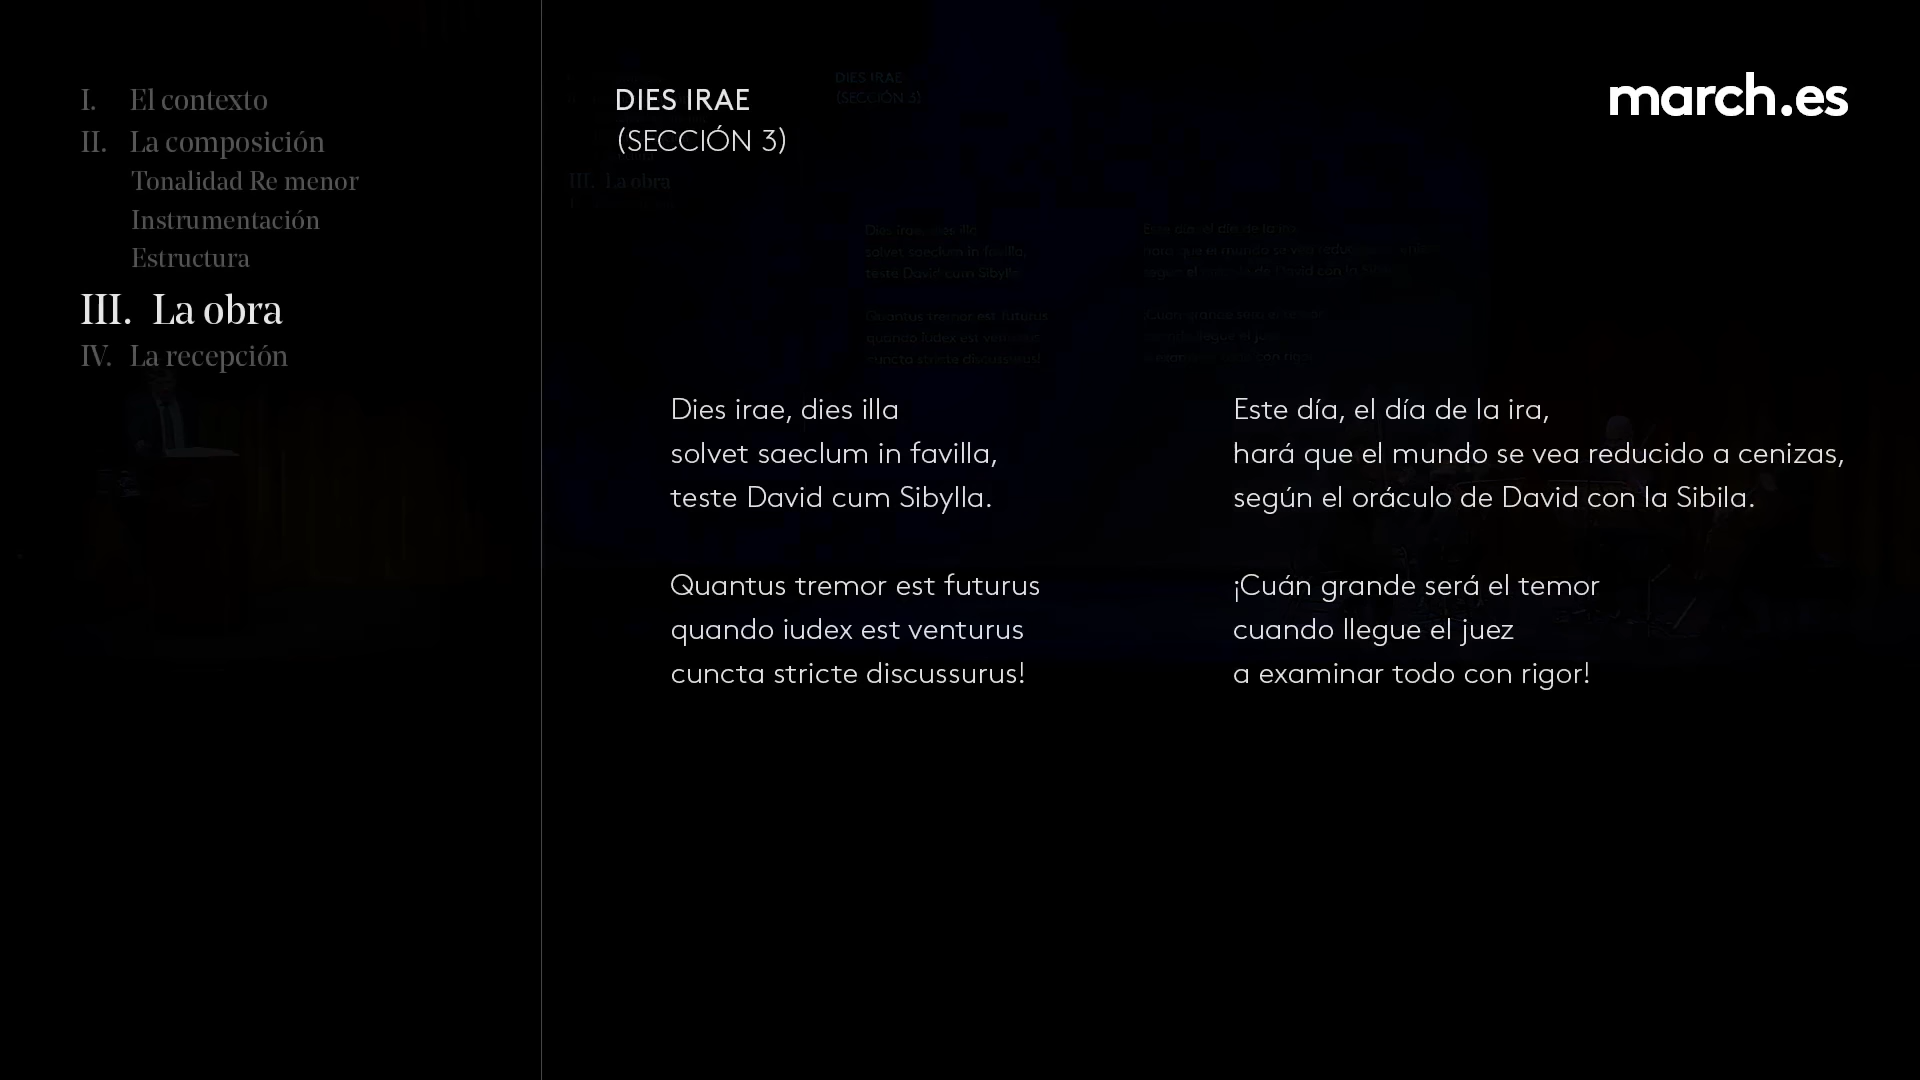 I. El contexto
II. La composición
Tonalidad Re menor
Instrumentación
Estructura
III. La obra
IV. La recepción
DIES IRAE
(SECCIÓN 3)
march.es
Dies irae, dies illa
solvet saeclum in favilla,
teste David cum Sibylla.
Quantus tremor est futurus
quando iudex est venturus
cuncta stricte discussurus!
Este día, el día de la ira,
hará que el mundo se vea reducido a cenizas,
según el oráculo de David con la Sibila.
¡Cuán grande será el temor
cuando llegue el juez
a examinar todo con rigor!